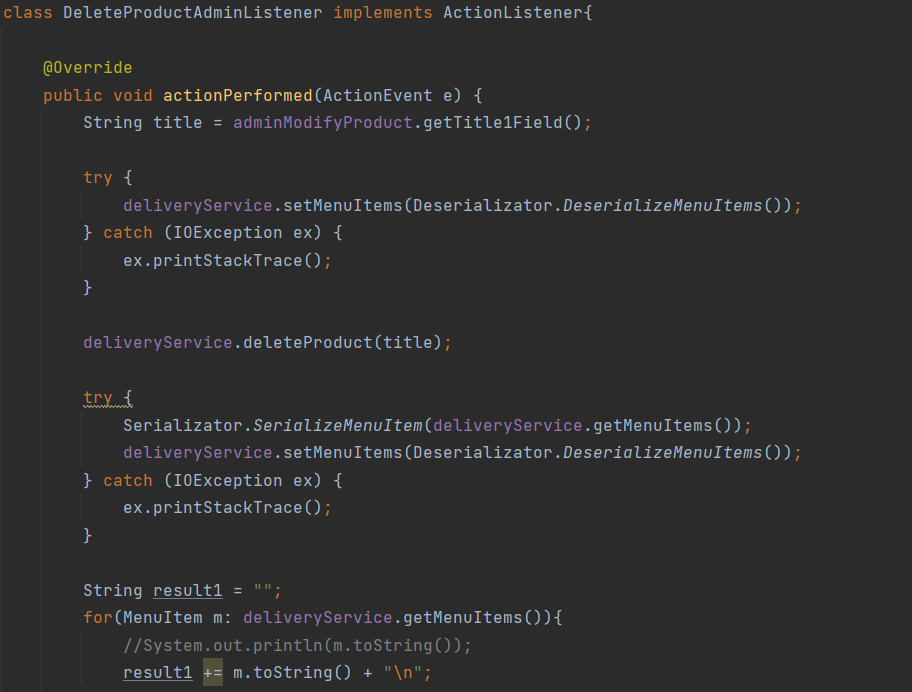 class DeleteProductAdminListener implements ActionListener{
@Override
public void actionPerformed(ActionEvent e) {
String title = adminModifyProduct.getTitle1Field();
try {
deliveryService.setMenuItems(Deserializator.DeserializeMenuItems());
} catch (IOException ex) {
ex.printStackTrace();
}
deliveryService.deleteProduct(title);
try {
Serializator.SerializeMenuItem(deliveryService.getMenuItems());
deliveryService.setMenuItems(Deserializator.DeserializeMenuItems());
} catch (IOException ex) {
ex.printStackTrace();
}
String result1 = "";
for(MenuItem m: deliveryService.getMenuItems()){
//System.out.println(m.toString());
result1 += m.toString() + "\n";